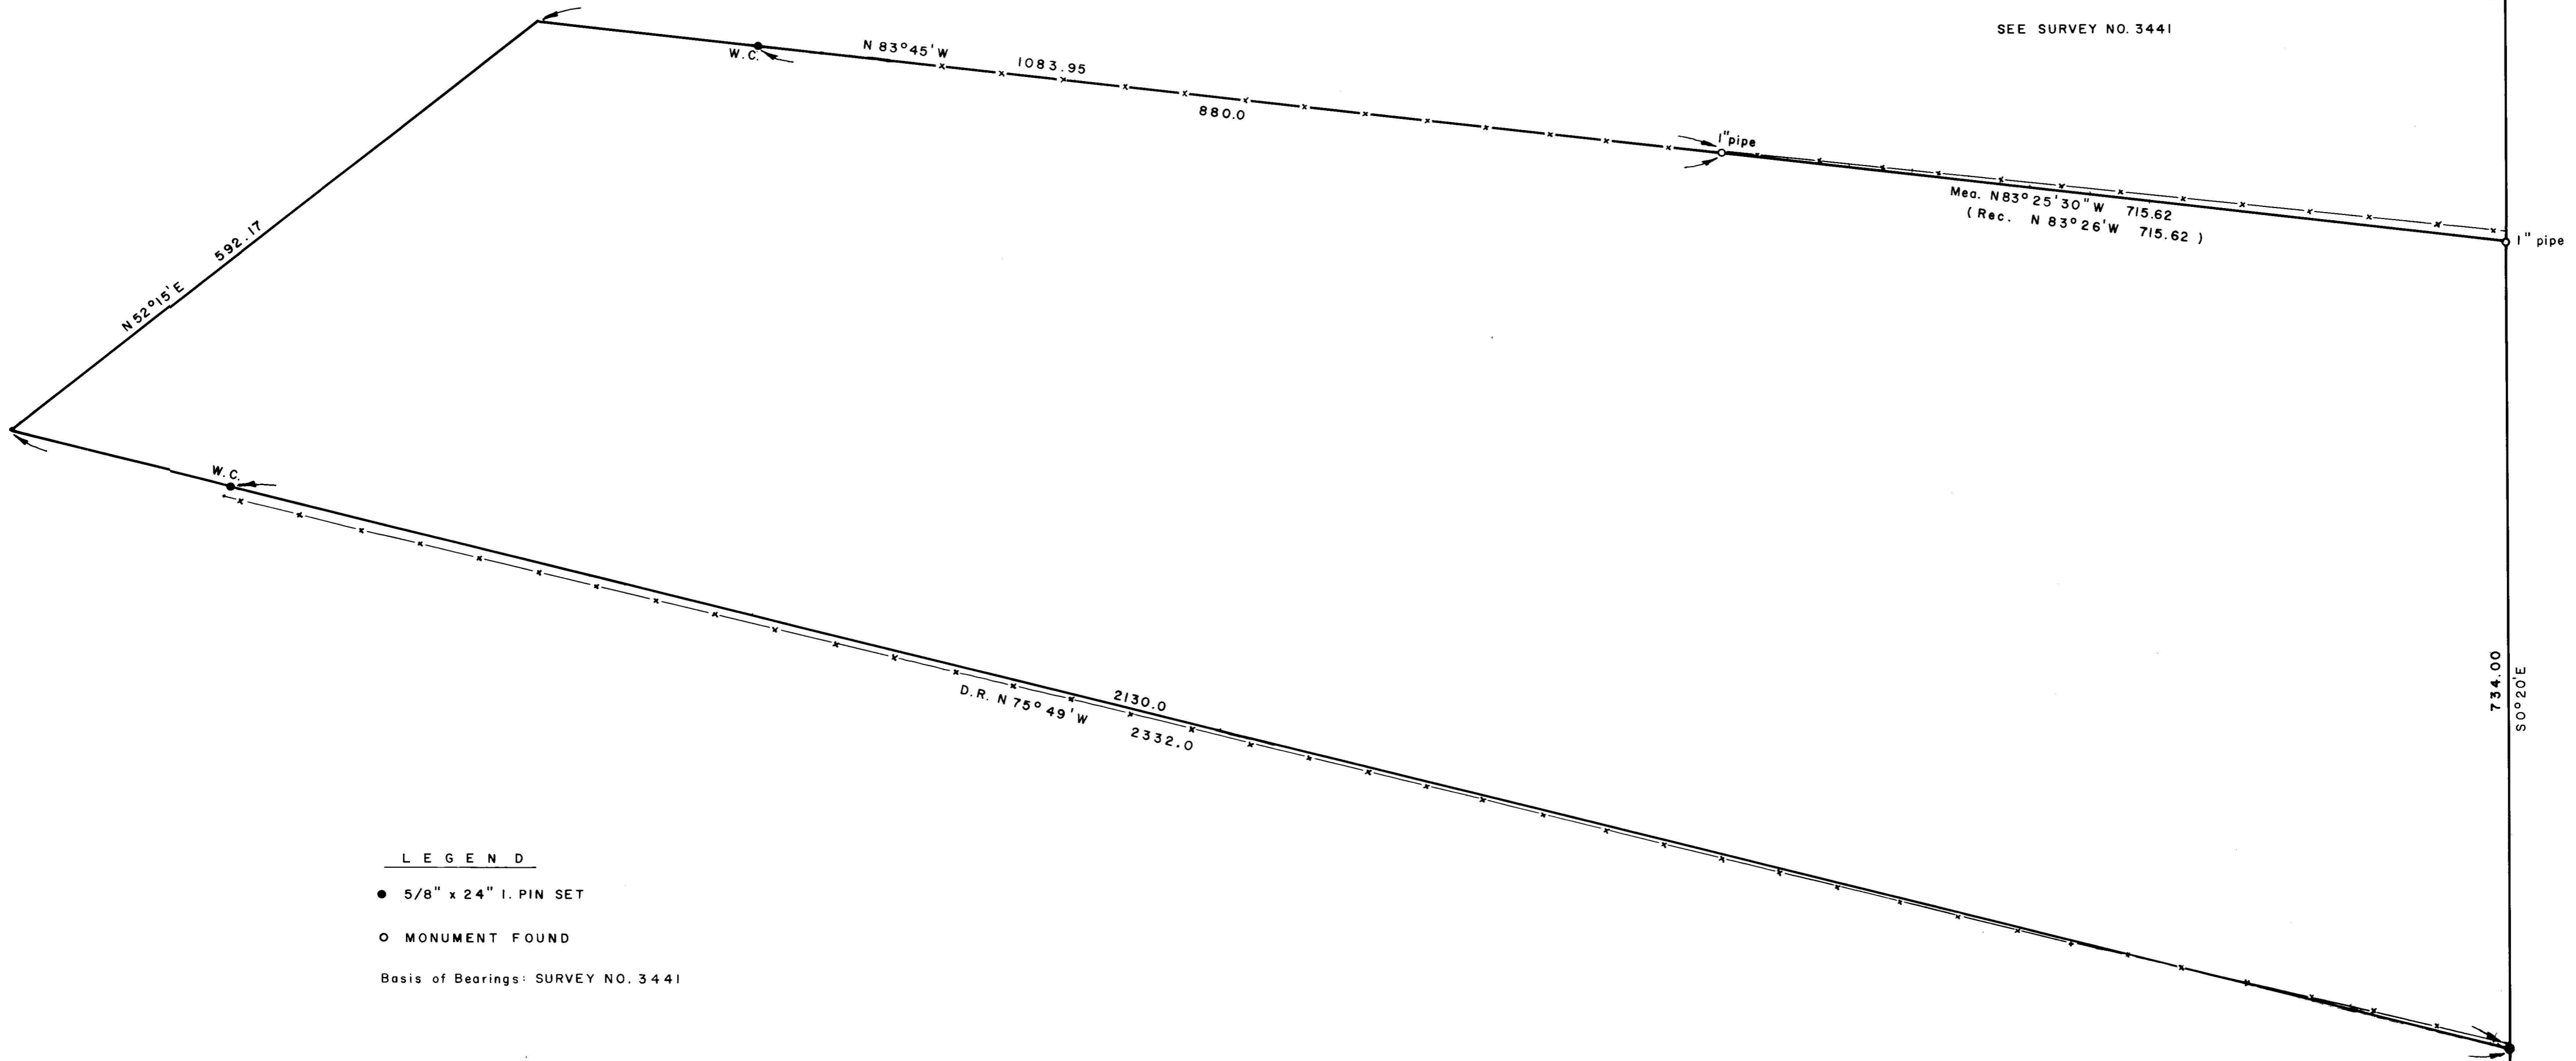 SEE SURVEY NO. 3441
W.C.
N 83°45'W
1083.95
880.0
1" pipe
Mea. N83°25'30"W 715.62
(Rec. N 83°26'W 715.62 )
1" pipe
592.17
N52°15'E
W.C.
2130.0
D.R. N 75°49'W
2332.0
734.00
S0°20'E
LEGEND
5/8" x 24" I. PIN SET
MONUMENT FOUND
Basis of Bearings: SURVEY NO. 3441